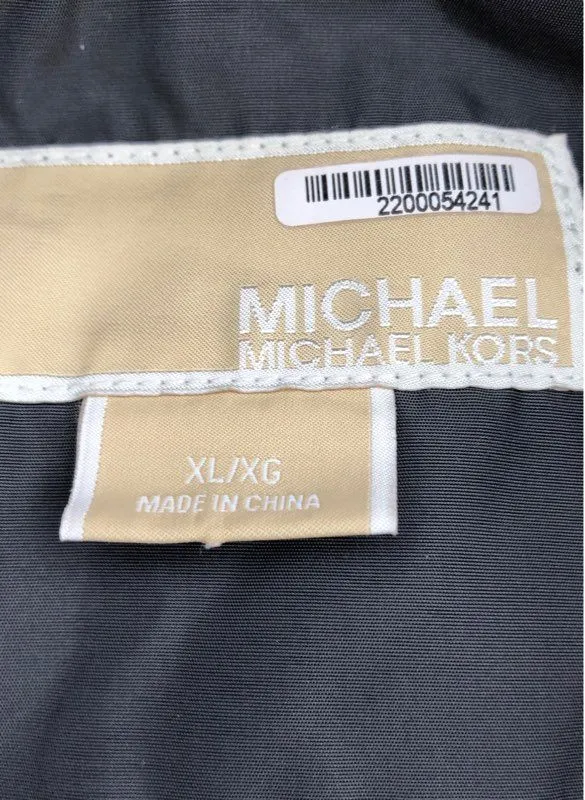 2200054241
MICHAEL
MICHAEL KORS
XL/XG
MADE IN CHINA